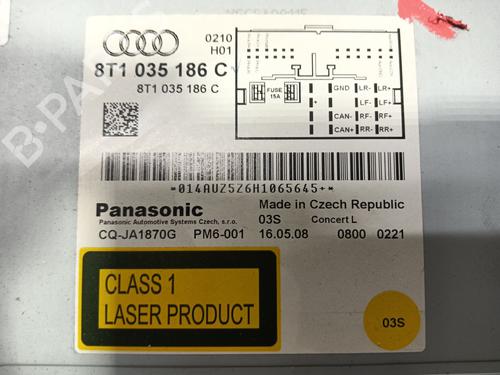 0210
H01
8T1 035 186 C
8T1 035 186 C
FUSE
15A
GND LR- LR+
+ LF- LF+
CAN- RF- RF+
CAN+ RR- RR+
*014AUZ5Z6H1065645+*
Panasonic
Panasonic Automotive Systems Czech, s.r.o.
CQ-JA1870G PM6-001
Made in Czech Republic
03S Concert L
16.05.08 0800 0221
CLASS 1
LASER PRODUCT
03S
B-PARTS